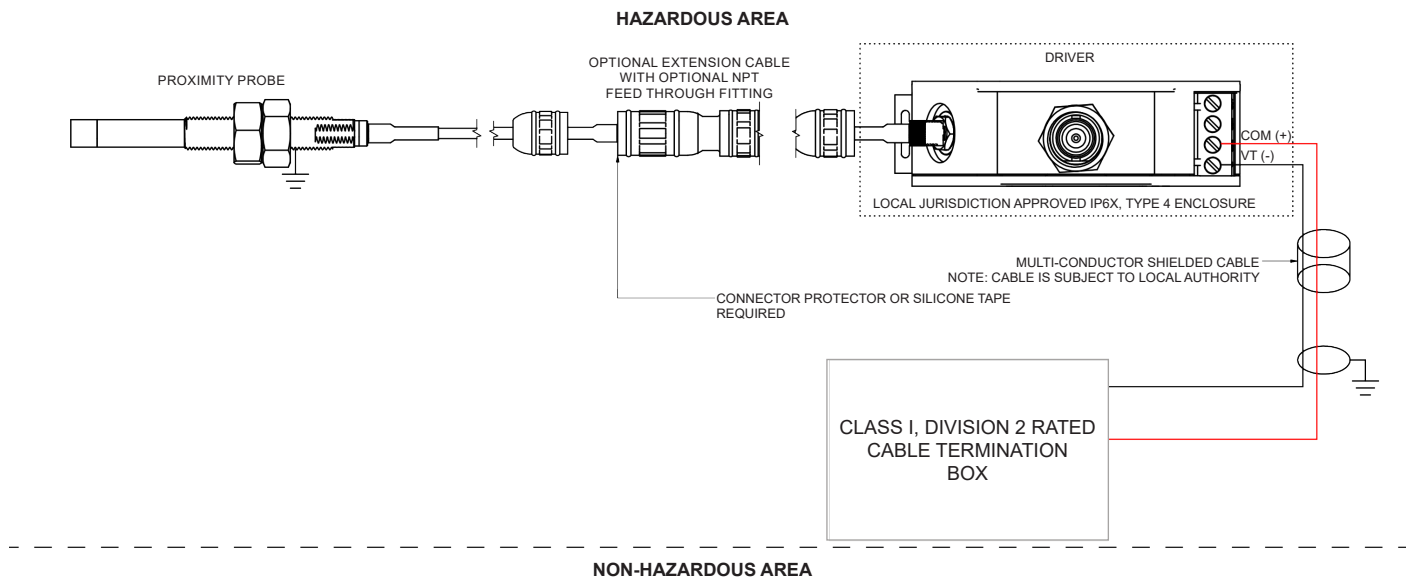 HAZARDOUS AREA
PROXIMITY PROBE
OPTIONAL EXTENSION CABLE
WITH OPTIONAL NPT
FEED THROUGH FITTING
DRIVER
COM (+)
VT (-)
LOCAL JURISDICTION APPROVED IP6X, TYPE 4 ENCLOSURE
MULTI-CONDUCTOR SHIELDED CABLE
NOTE: CABLE IS SUBJECT TO LOCAL AUTHORITY
CONNECTOR PROTECTOR OR SILICONE TAPE
REQUIRED
CLASS I, DIVISION 2 RATED
CABLE TERMINATION
BOX
NON-HAZARDOUS AREA